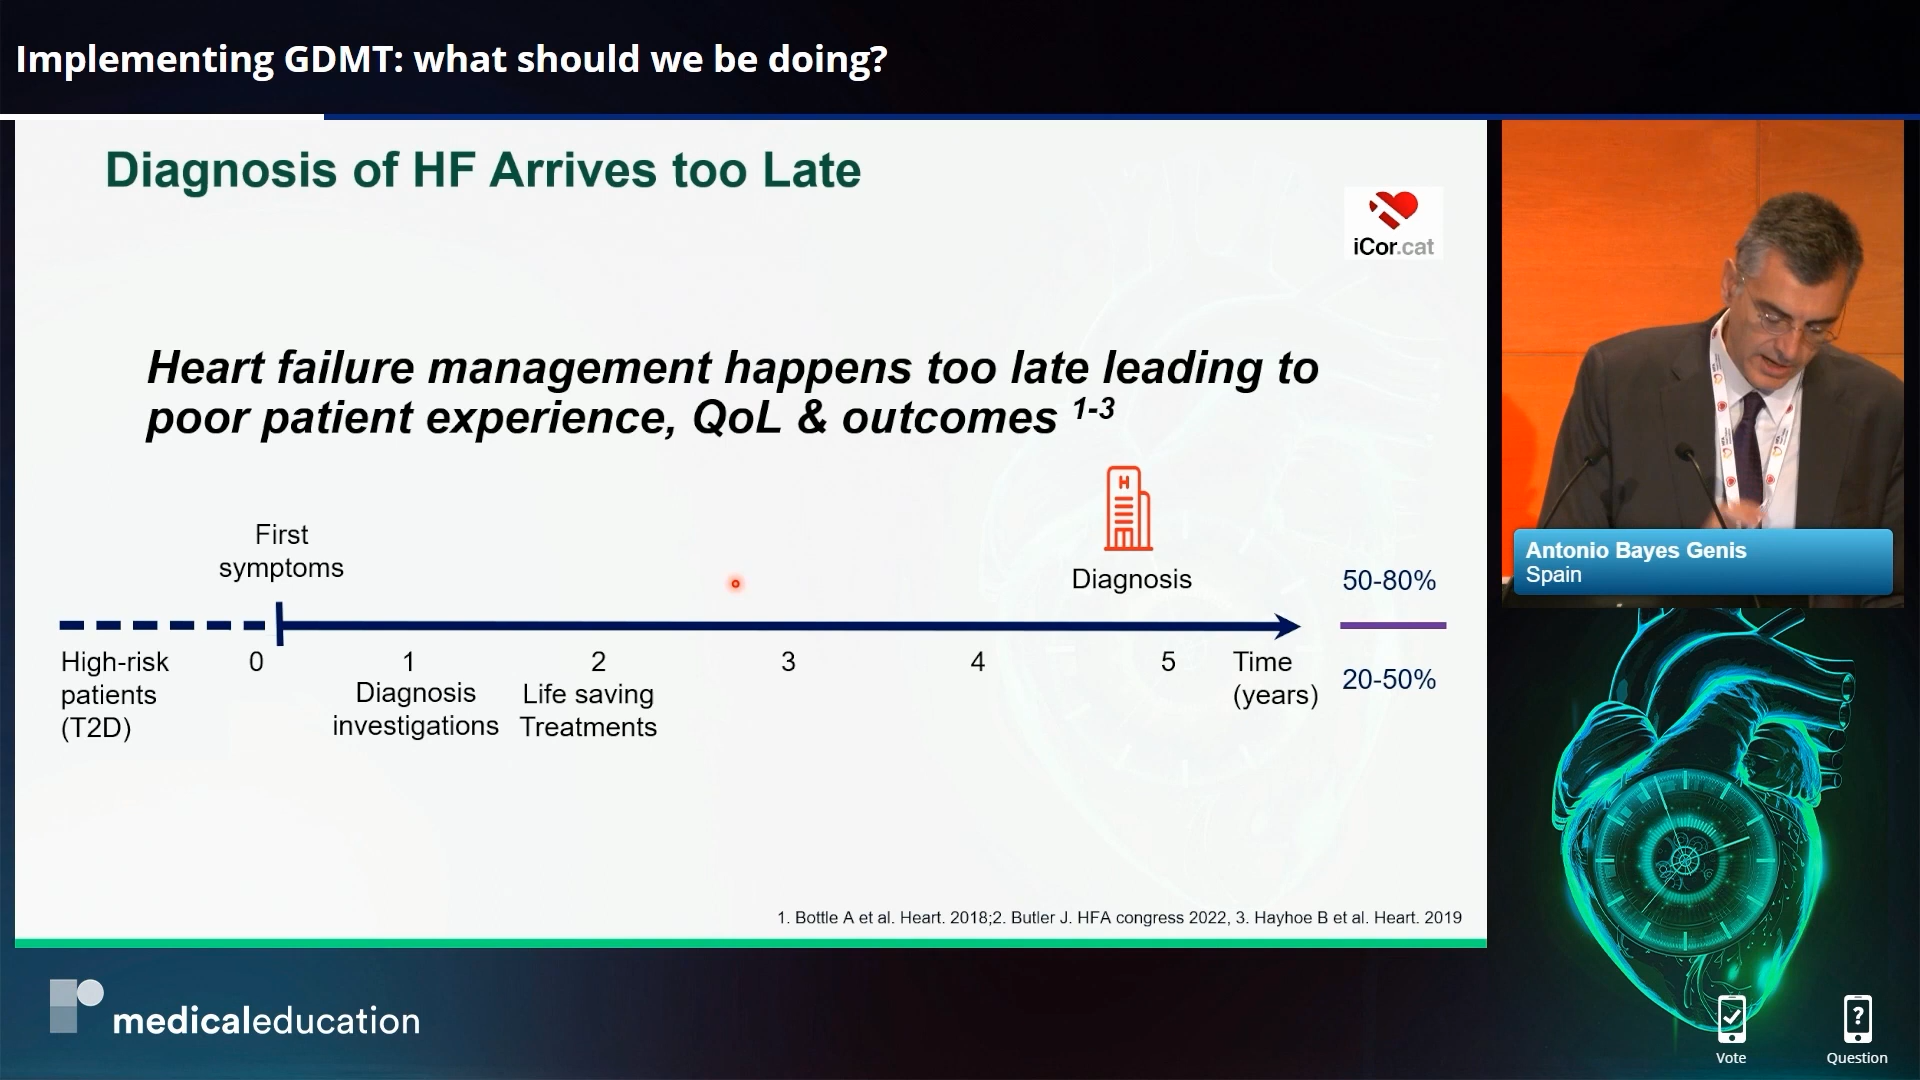 Implementing GDMT: what should we be doing?
Diagnosis of HF Arrives too Late
iCor.cat
Heart failure management happens too late leading to
poor patient experience, QoL & outcomes 1-3
First
symptoms
H
Diagnosis
50-80%
20-50%
High-risk
patients
(T2D)
0
1
2
3
4
5
Time
(years)
Diagnosis
investigations
Life saving
Treatments
1. Bottle A et al. Heart. 2018;2. Butler J. HFA congress 2022, 3. Hayhoe B et al. Heart. 2019
Antonio Bayes Genis
Spain
medicaleducation
Vote
?
Question